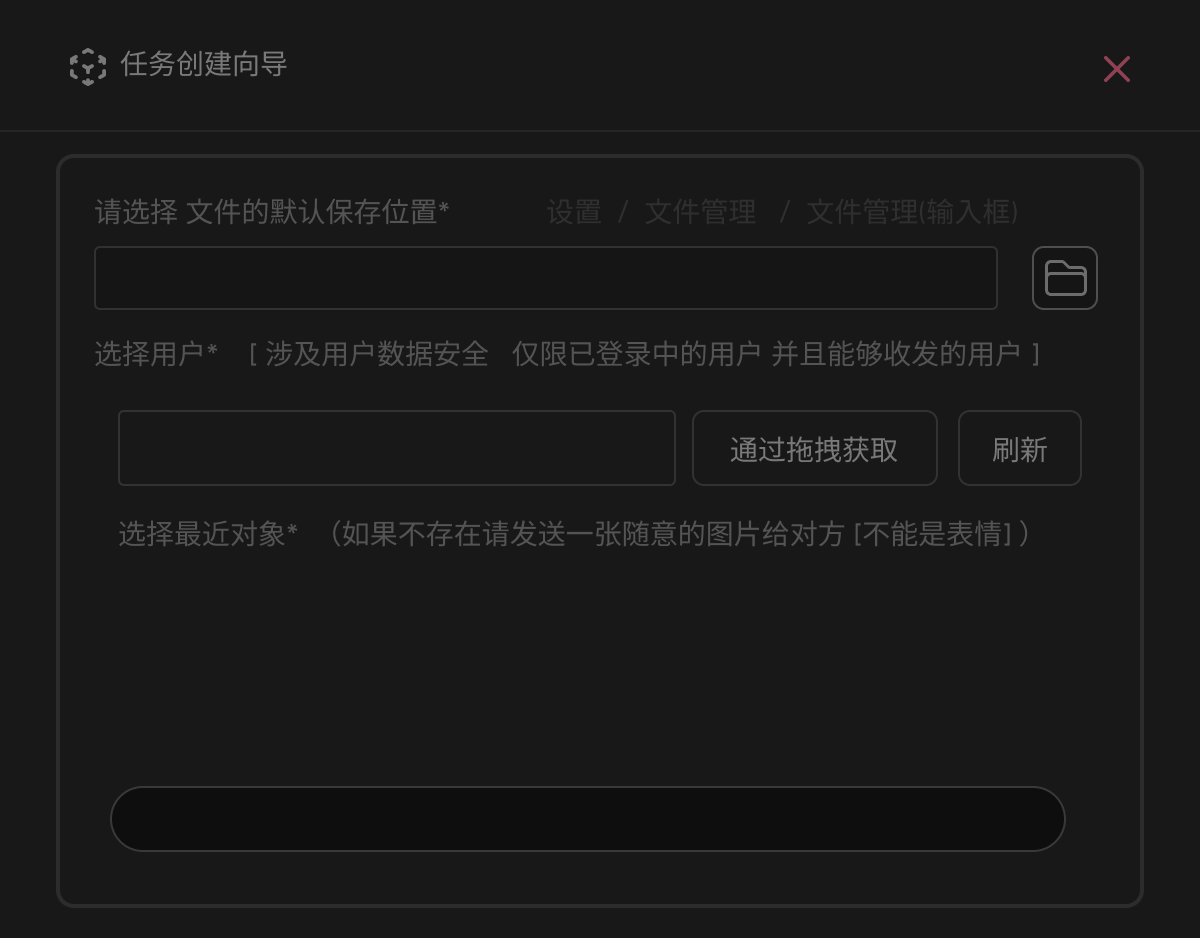 任务创建向导
请选择 文件的默认保存位置* 设置 / 文件管理 / 文件管理(输入框)
选择用户* [ 涉及用户数据安全 仅限已登录中的用户 并且能够收发的用户 ]
通过拖拽获取 刷新
选择最近对象* （如果不存在请发送一张随意的图片给对方 [不能是表情] ）